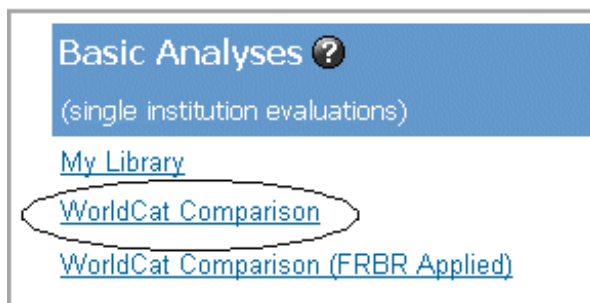 Basic Analyses ?
(single institution evaluations)
My Library
WorldCat Comparison
WorldCat Comparison (FRBR Applied)